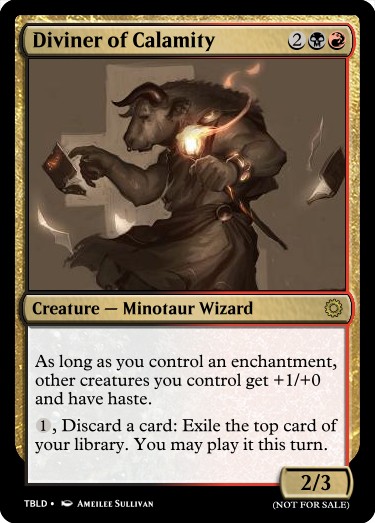 Diviner of Calamity 2
Creature — Minotaur Wizard
As long as you control an enchantment,
other creatures you control get +1/+0
and have haste.
1, Discard a card: Exile the top card of
your library. You may play it this turn.
2/3
TBLD • Ameilee Sullivan
(NOT FOR SALE)